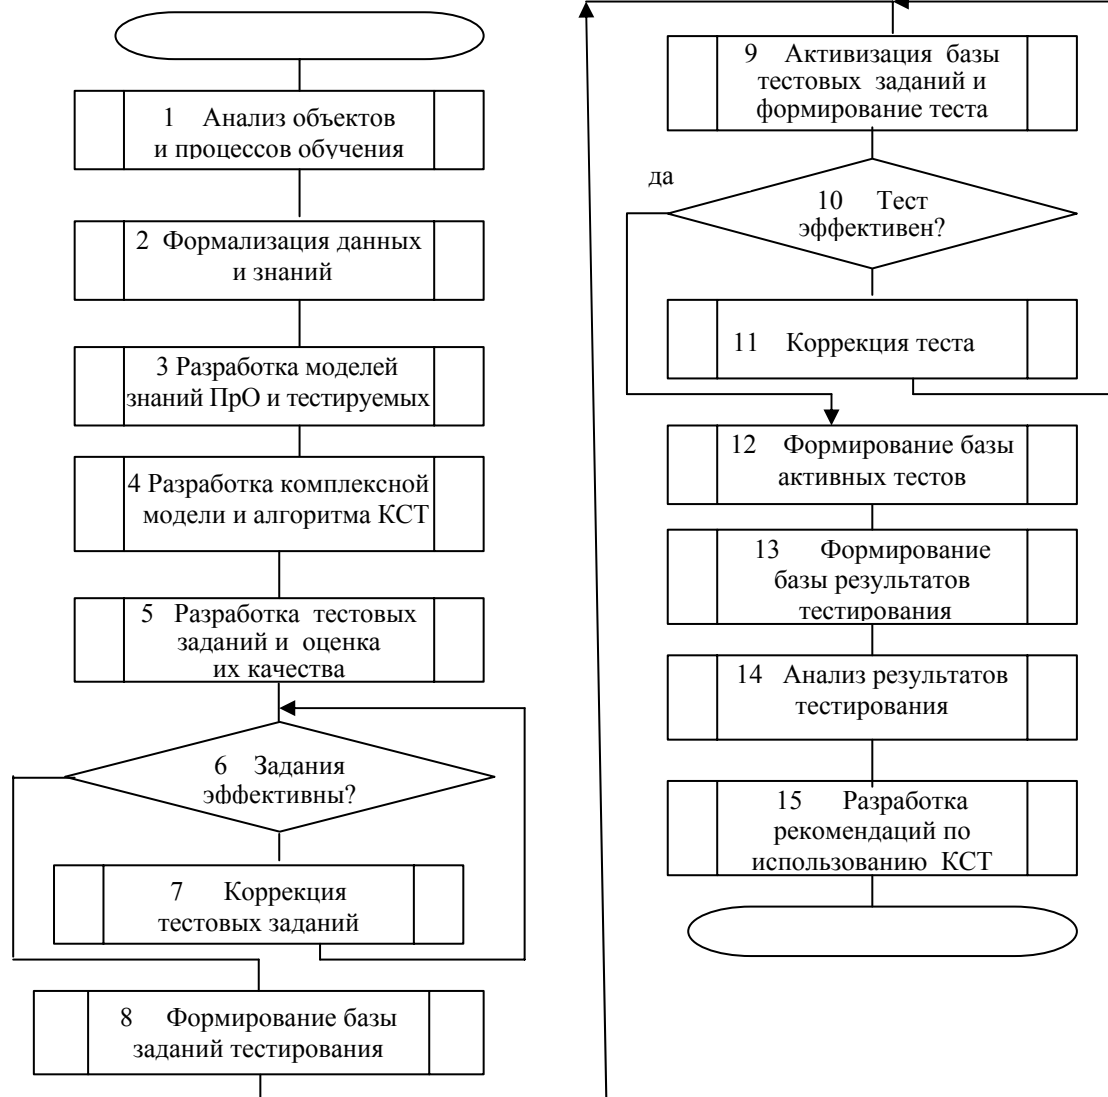 1 Анализ объектов
и процессов обучения
2 Формализация данных
и знаний
3 Разработка моделей
знаний ПрО и тестируемых
4 Разработка комплексной
модели и алгоритма КСТ
5 Разработка тестовых
заданий и оценка
их качества
6 Задания
эффективны?
7 Коррекция
тестовых заданий
8 Формирование базы
заданий тестирования
9 Активизация базы
тестовых заданий и
формирование теста
да
10 Тест
эффективен?
11 Коррекция теста
12 Формирование базы
активных тестов
13 Формирование
базы результатов
тестирования
14 Анализ результатов
тестирования
15 Разработка
рекомендаций по
использованию КСТ